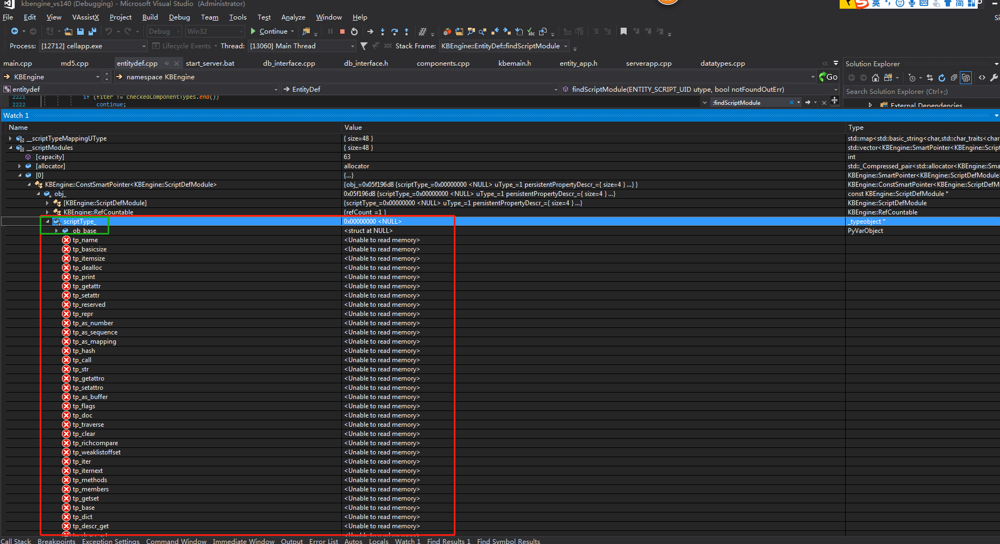 kbengine_vs140 (Debugging) - Microsoft Visual Studio (Administrator)
英
简
File Edit View VAssistX Project Build Debug Team Tools Test Analyze Window Help
Debug Win32 Continue
Process: [12712] cellapp.exe Lifecycle Events Thread: [13060] Main Thread Stack Frame: KBEngine::EntityDef::findScriptModule
main.cpp md5.cpp entitydef.cpp start_server.bat db_interface.cpp db_interface.h components.cpp kbemain.h entity_app.h serverapp.cpp datatypes.cpp Solution Explorer
KBEngine namespace KBEngine Go
entitydef EntityDef findScriptModule(ENTITY_SCRIPT_UID utype, bool notFoundOutErr) Search Solution Explorer (Ctrl+;)
2221 if (fiter != checkedComponentTypes.end())
2222 continue; :findScriptModule External Dependencies
Watch 1
Name Value Type
__scriptTypeMappingUType { size=48 } std::map<std::basic_string<char,std::char_traits<char
__scriptModules { size=48 } std::vector<KBEngine::SmartPointer<KBEngine::Script
[capacity] 63 int
[allocator] allocator std::_Compressed_pair<std::allocator<KBEngine::Sma
[0] {...} KBEngine::SmartPointer<KBEngine::ScriptDefModule>
KBEngine::ConstSmartPointer<KBEngine::ScriptDefModule> {obj_=0x05f196d8 {scriptType_=0x00000000 <NULL> uType_=1 persistentPropertyDescr_={ size=4 } ...} } KBEngine::ConstSmartPointer<KBEngine::ScriptDefM
obj_ 0x05f196d8 {scriptType_=0x00000000 <NULL> uType_=1 persistentPropertyDescr_={ size=4 } ...} const KBEngine::ScriptDefModule *
[KBEngine::ScriptDefModule] {scriptType_=0x00000000 <NULL> uType_=1 persistentPropertyDescr_={ size=4 } ...} KBEngine::ScriptDefModule
KBEngine::RefCountable {refCount_=1 } KBEngine::RefCountable
scriptType_ 0x00000000 <NULL> _typeobject *
ob_base <struct at NULL> PyVarObject
tp_name <Unable to read memory>
tp_basicsize <Unable to read memory>
tp_itemsize <Unable to read memory>
tp_dealloc <Unable to read memory>
tp_print <Unable to read memory>
tp_getattr <Unable to read memory>
tp_setattr <Unable to read memory>
tp_reserved <Unable to read memory>
tp_repr <Unable to read memory>
tp_as_number <Unable to read memory>
tp_as_sequence <Unable to read memory>
tp_as_mapping <Unable to read memory>
tp_hash <Unable to read memory>
tp_call <Unable to read memory>
tp_str <Unable to read memory>
tp_getattro <Unable to read memory>
tp_setattro <Unable to read memory>
tp_as_buffer <Unable to read memory>
tp_flags <Unable to read memory>
tp_doc <Unable to read memory>
tp_traverse <Unable to read memory>
tp_clear <Unable to read memory>
tp_richcompare <Unable to read memory>
tp_weaklistoffset <Unable to read memory>
tp_iter <Unable to read memory>
tp_iternext <Unable to read memory>
tp_methods <Unable to read memory>
tp_members <Unable to read memory>
tp_getset <Unable to read memory>
tp_base <Unable to read memory>
tp_dict <Unable to read memory>
tp_descr_get <Unable to read memory>
Call Stack Breakpoints Exception Settings Command Window Immediate Window Output Error List Autos Locals Watch 1 Find Results 1 Find Symbol Results